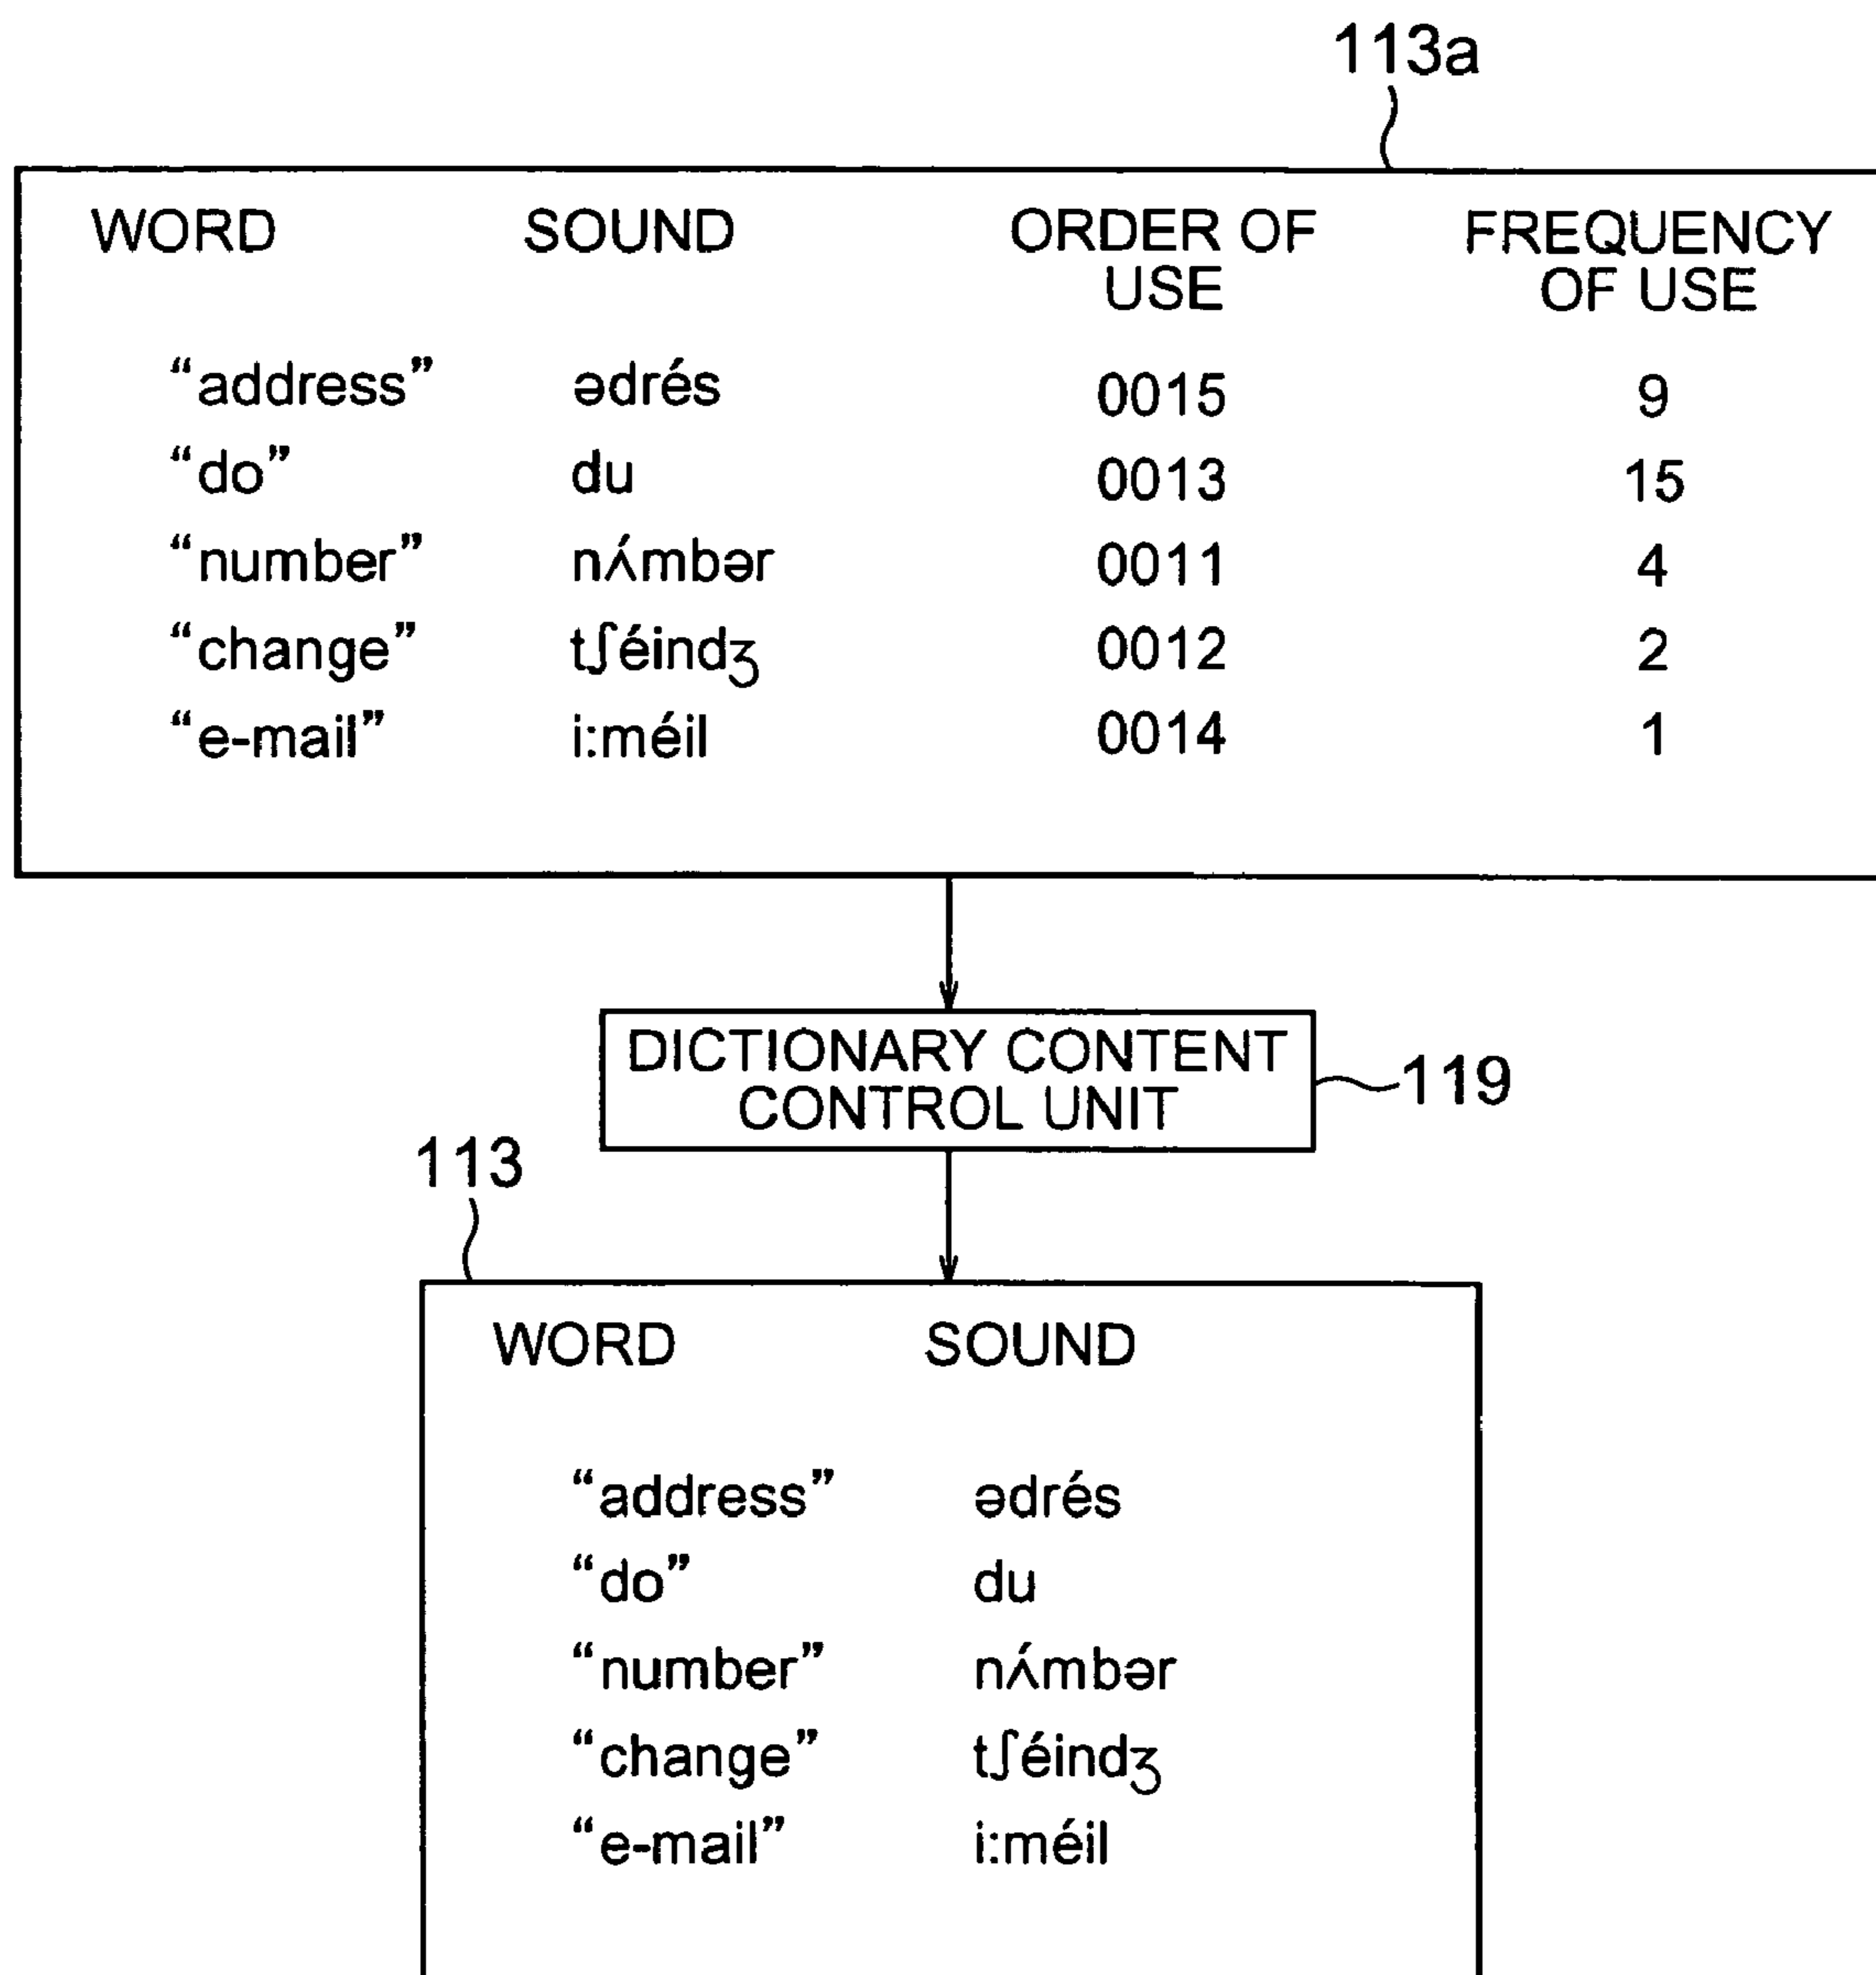 113a
WORD SOUND ORDER OF USE FREQUENCY OF USE
“address” ədrés 0015 9
“do” du 0013 15
“number” nʌ́mbər 0011 4
“change” tʃéindʒ 0012 2
“e-mail” i:méil 0014 1
DICTIONARY CONTENT
CONTROL UNIT
119
113
WORD SOUND
“address” ədrés
“do” du
“number” nʌ́mbər
“change” tʃéindʒ
“e-mail” i:méil